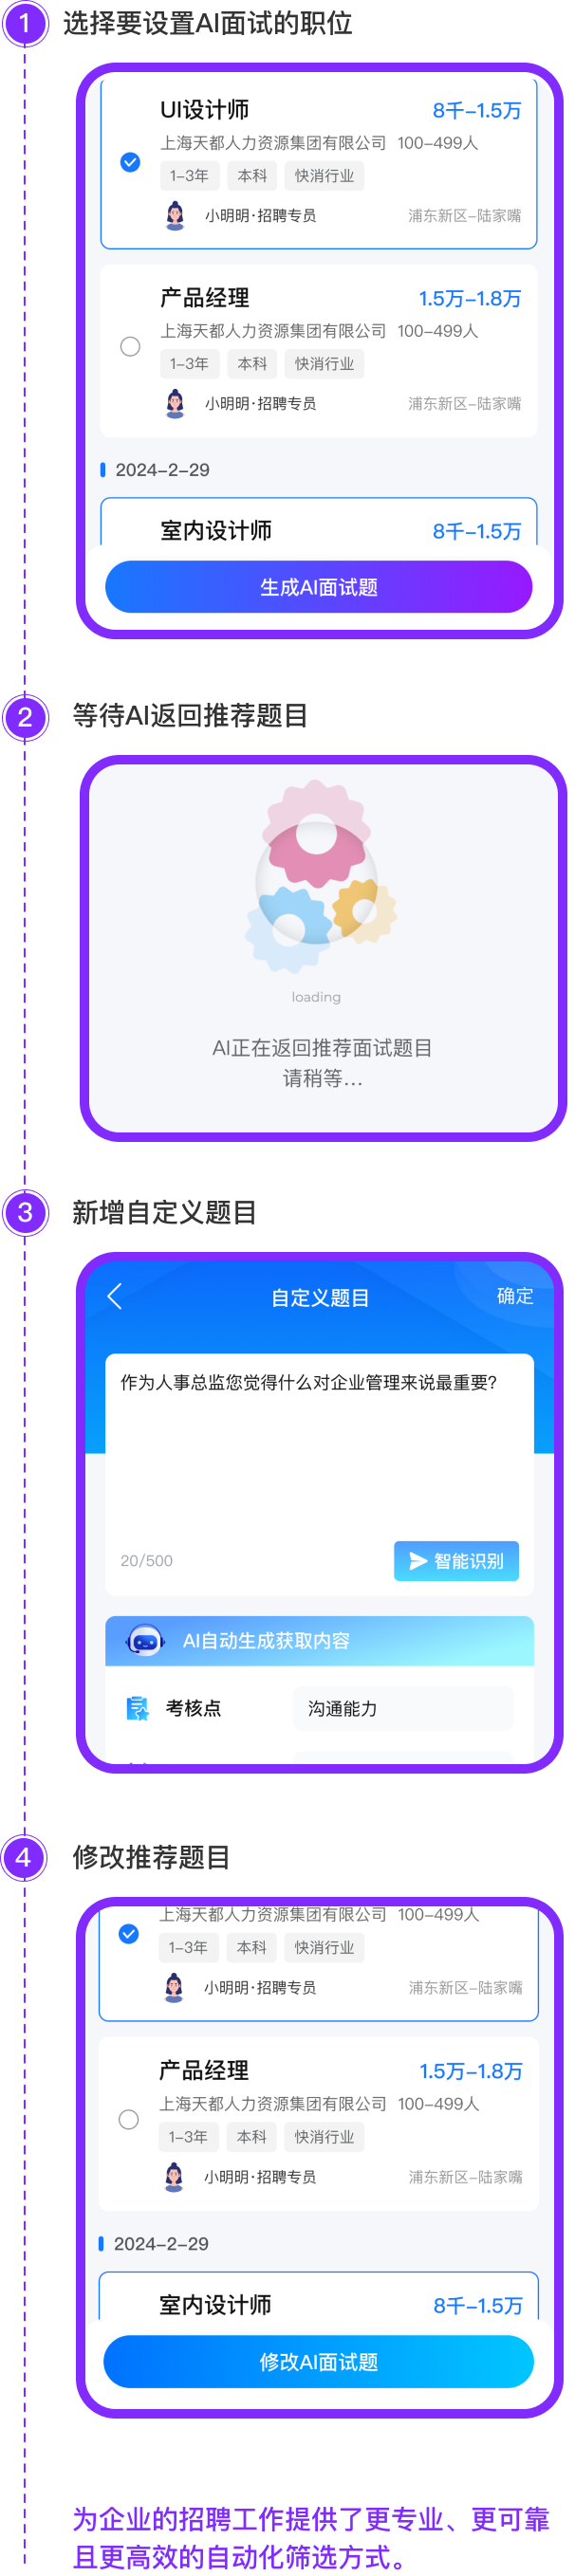 1 选择要设置AI面试的职位
UI设计师 8千-1.5万
上海天都人力资源集团有限公司 100-499人
1-3年 本科 快消行业
小明明·招聘专员 浦东新区-陆家嘴
产品经理 1.5万-1.8万
上海天都人力资源集团有限公司 100-499人
1-3年 本科 快消行业
小明明·招聘专员 浦东新区-陆家嘴
2024-2-29
室内设计师 8千-1.5万
生成AI面试题
2 等待AI返回推荐题目
loading
AI正在返回推荐面试题目
请稍等...
3 新增自定义题目
自定义题目 确定
作为人事总监您觉得什么对企业管理来说最重要?
20/500 智能识别
AI自动生成获取内容
考核点 沟通能力
4 修改推荐题目
上海天都人力资源集团有限公司 100-499人
1-3年 本科 快消行业
小明明·招聘专员 浦东新区-陆家嘴
产品经理 1.5万-1.8万
上海天都人力资源集团有限公司 100-499人
1-3年 本科 快消行业
小明明·招聘专员 浦东新区-陆家嘴
2024-2-29
室内设计师 8千-1.5万
修改AI面试题
为企业的招聘工作提供了更专业、更可靠
且更高效的自动化筛选方式。